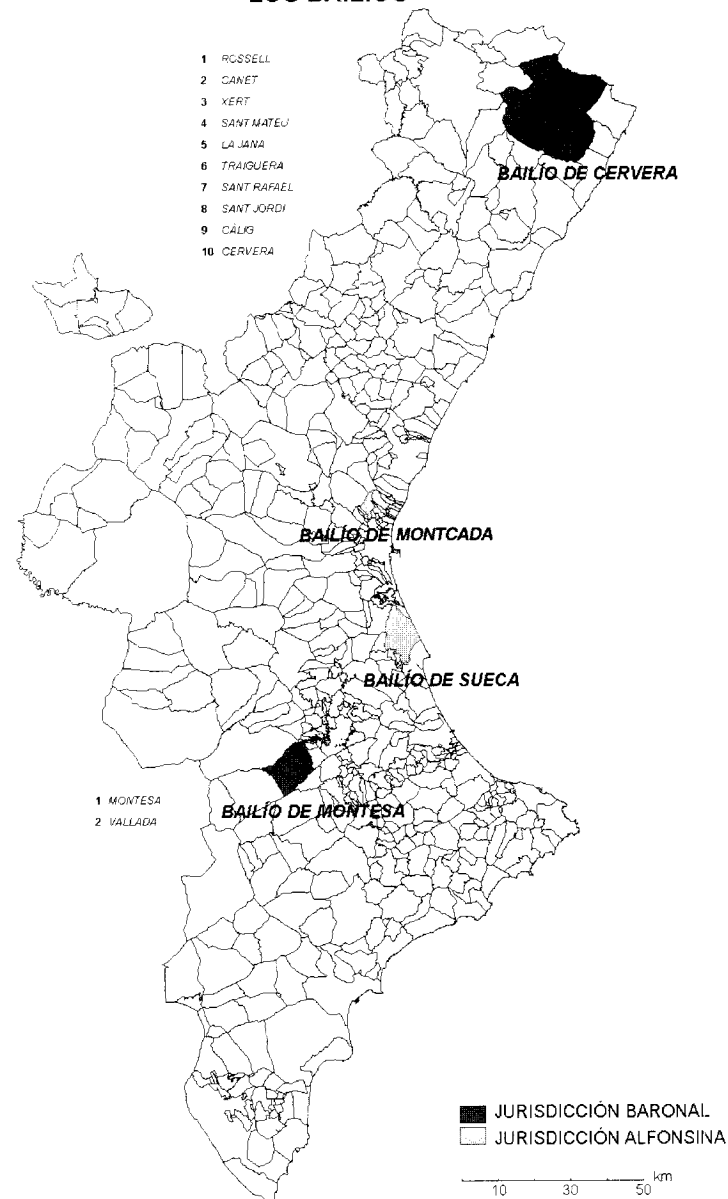 1 ROSSELL
2 CANET
3 XERT
4 SANT MATEU
5 LA JANA
6 TRAIGUERA
7 SANT RAFAEL
8 SANT JORDI
9 CÀLIG
10 CERVERA
BAILÍO DE CERVERA
BAILÍO DE MONTCADA
BAILÍO DE SUECA
1 MONTESA
2 VALLADA
BAILÍO DE MONTESA
JURISDICCIÓN BARONAL
JURISDICCIÓN ALFONSINA
km
10 30 50